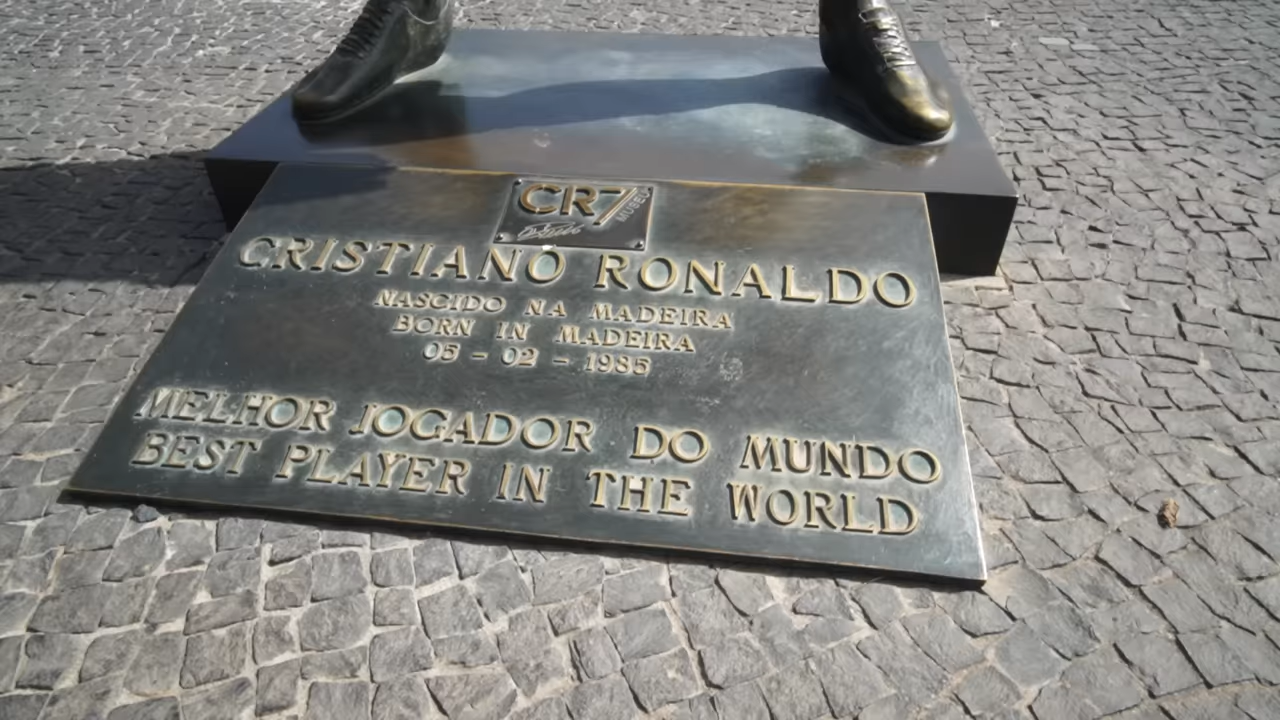 CR7
MUSEU
CRISTIANO RONALDO
NASCIDO NA MADEIRA
BORN IN MADEIRA
05 - 02 - 1985
MELHOR JOGADOR DO MUNDO
BEST PLAYER IN THE WORLD